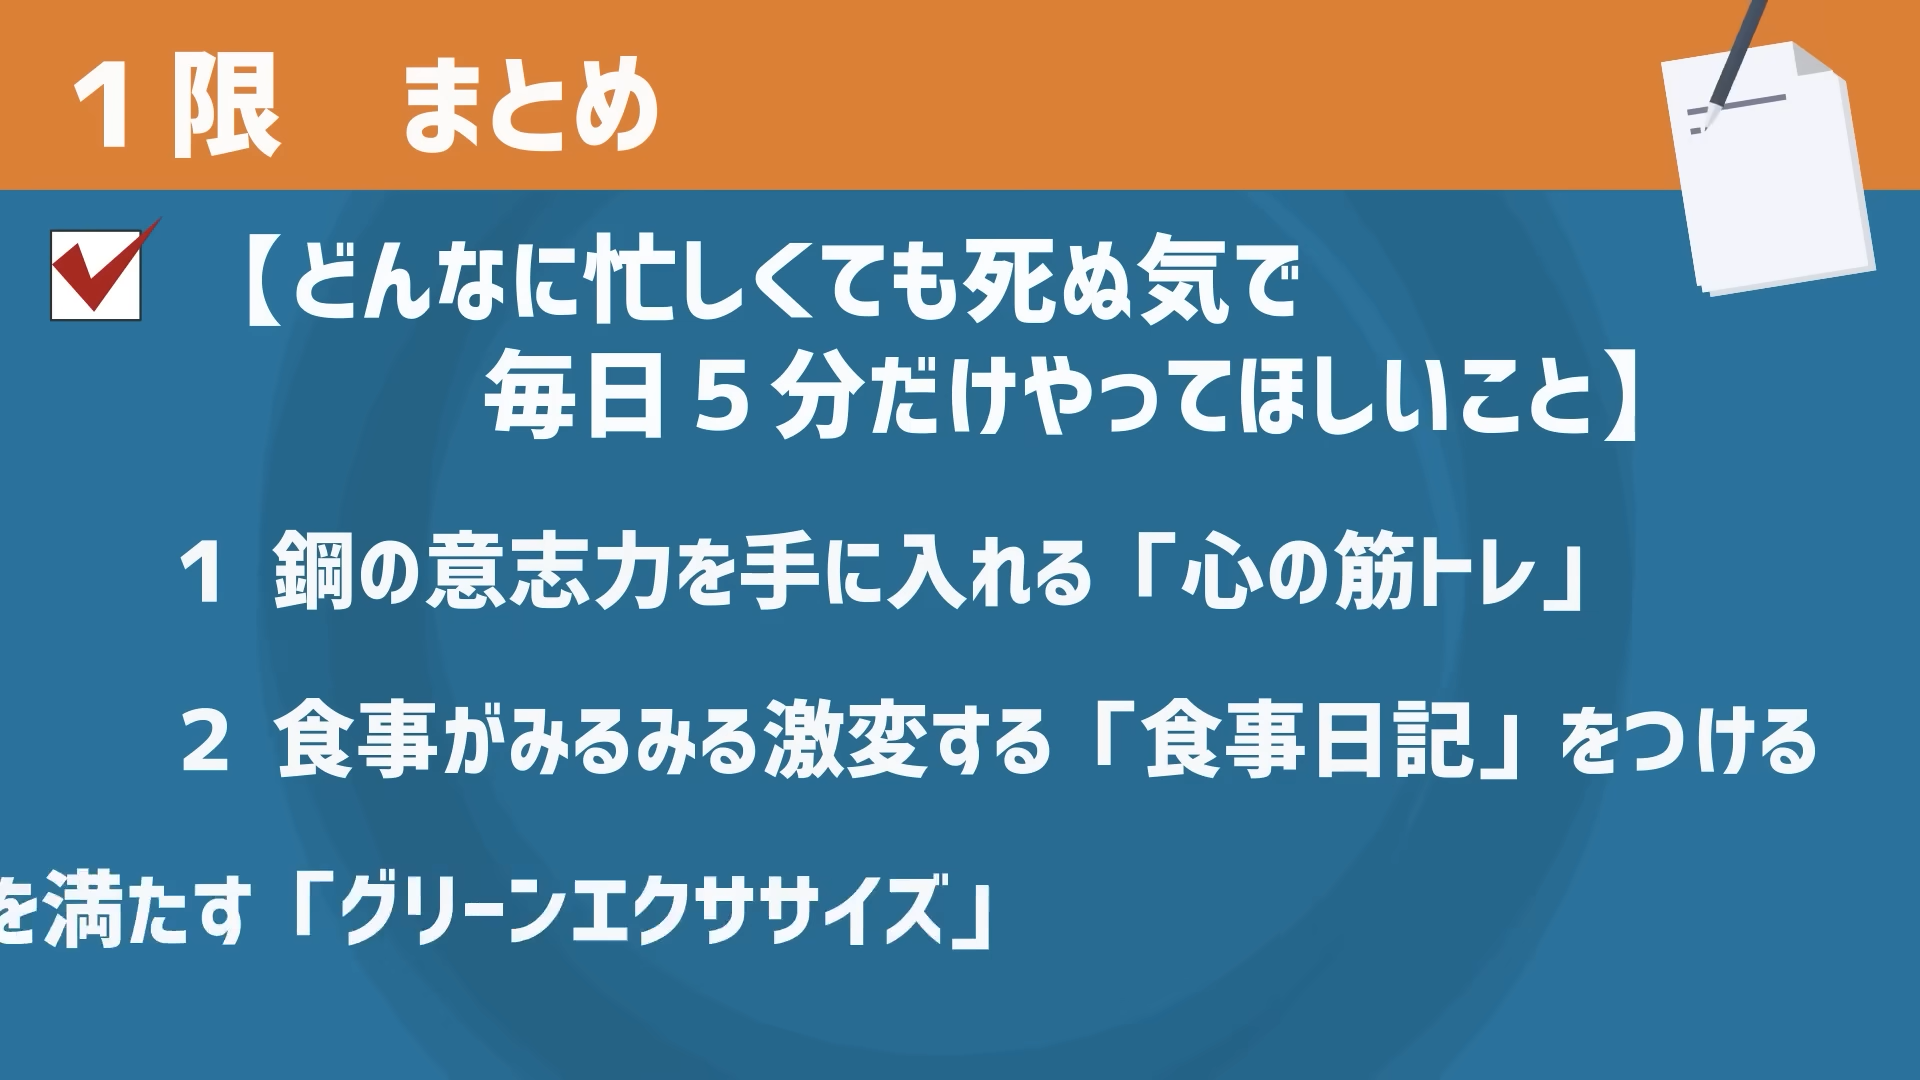 １限　まとめ
【どんなに忙しくても死ぬ気で
毎日５分だけやってほしいこと】
１ 鋼の意志力を手に入れる「心の筋トレ」
２ 食事がみるみる激変する「食事日記」をつける
を満たす「グリーンエクササイズ」